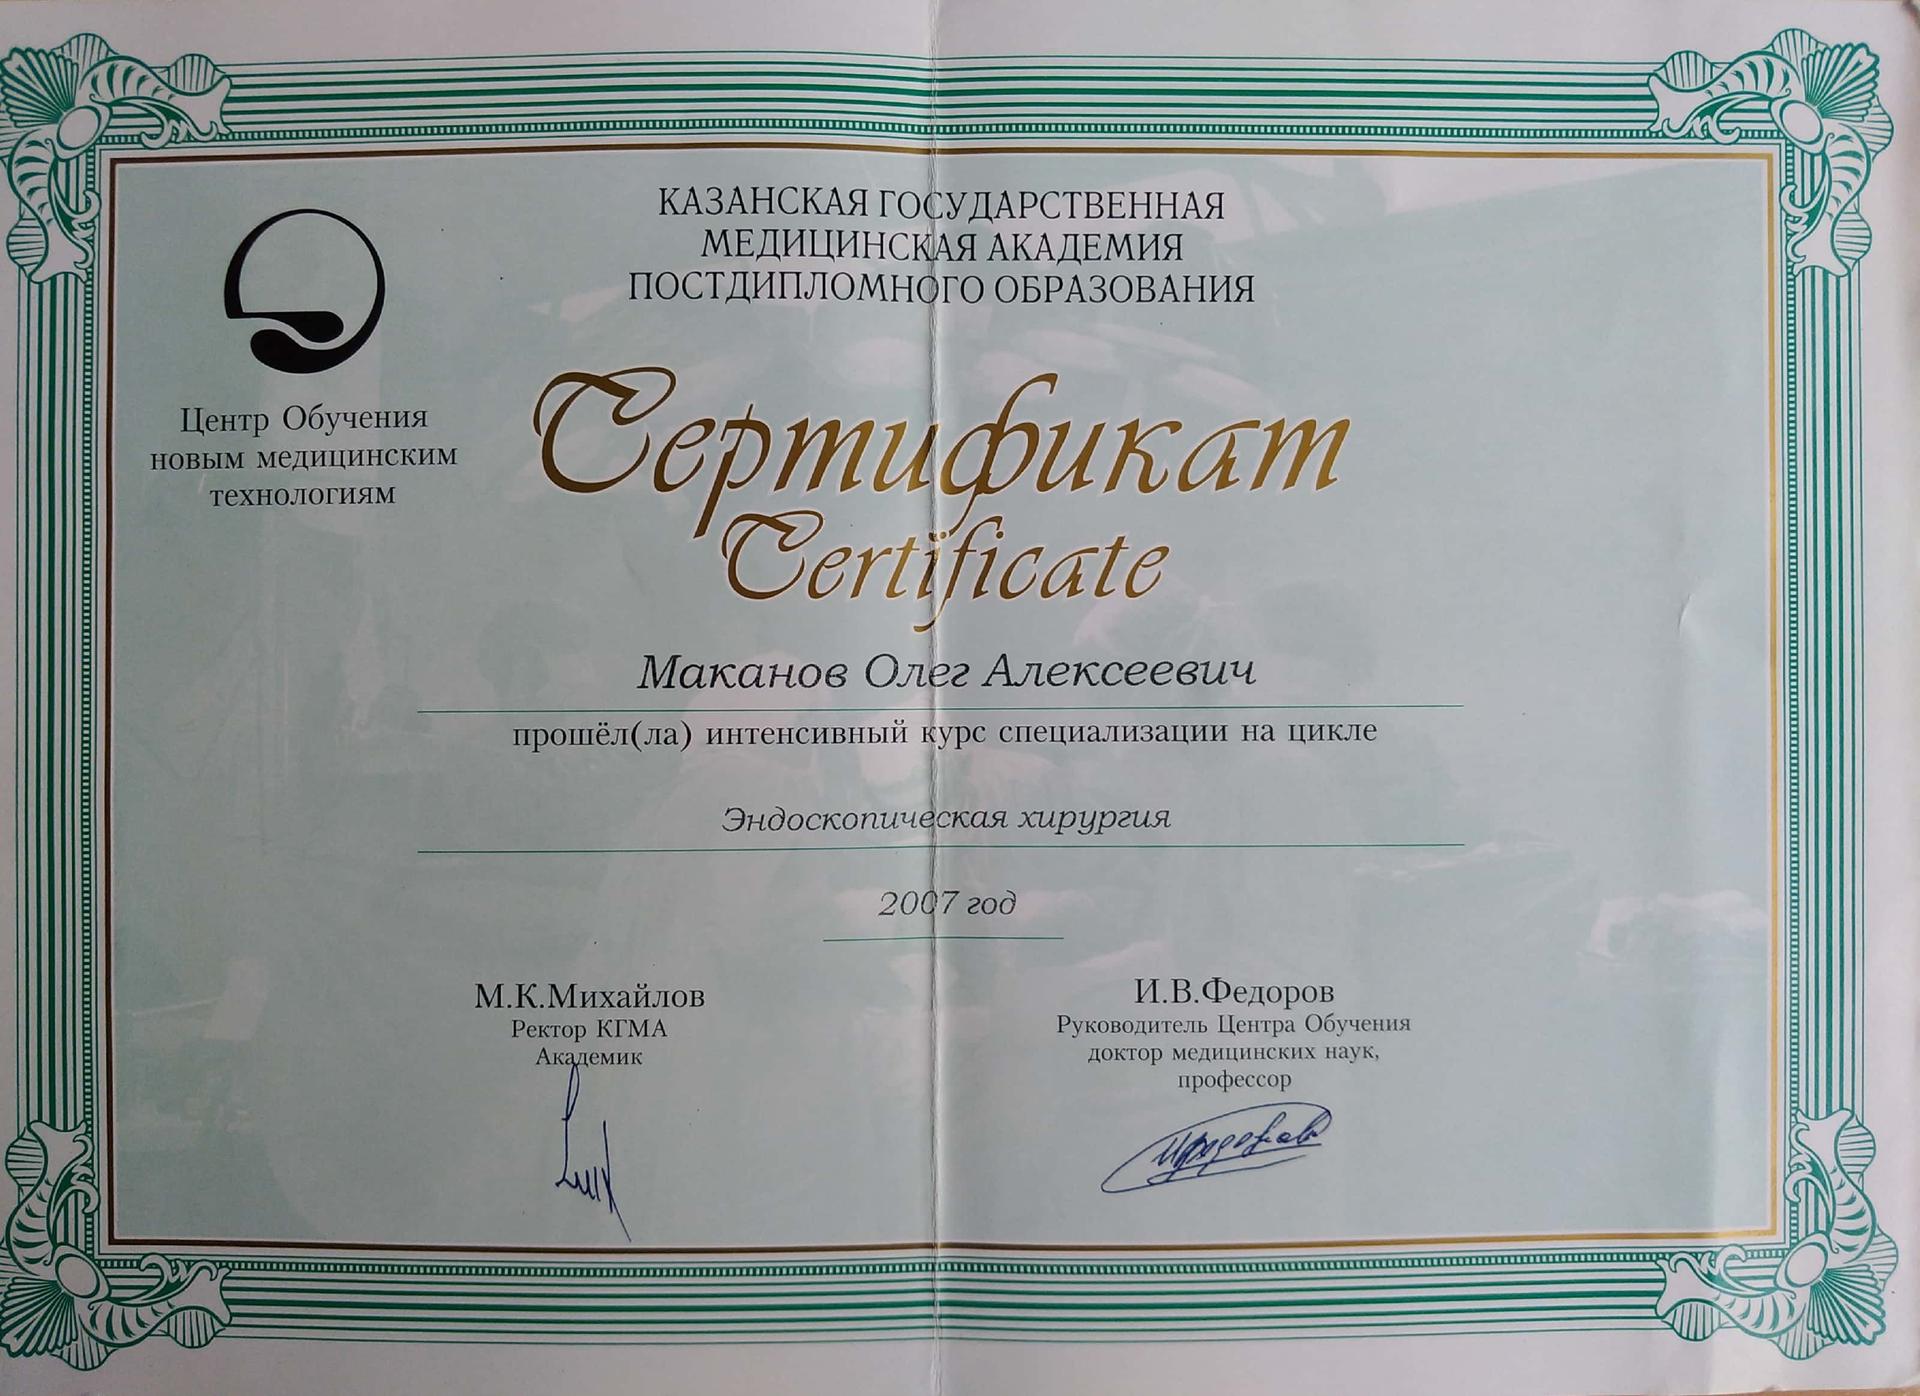 КАЗАНСКАЯ ГОСУДАРСТВЕННАЯ
МЕДИЦИНСКАЯ АКАДЕМИЯ
ПОСТДИПЛОМНОГО ОБРАЗОВАНИЯ
Центр Обучения
новым медицинским
технологиям
Сертификат
Certificate
Маканов Олег Алексеевич
прошёл(ла) интенсивный курс специализации на цикле
Эндоскопическая хирургия
2007 год
М.К.Михайлов
Ректор КГМА
Академик
И.В.Федоров
Руководитель Центра Обучения
доктор медицинских наук,
профессор